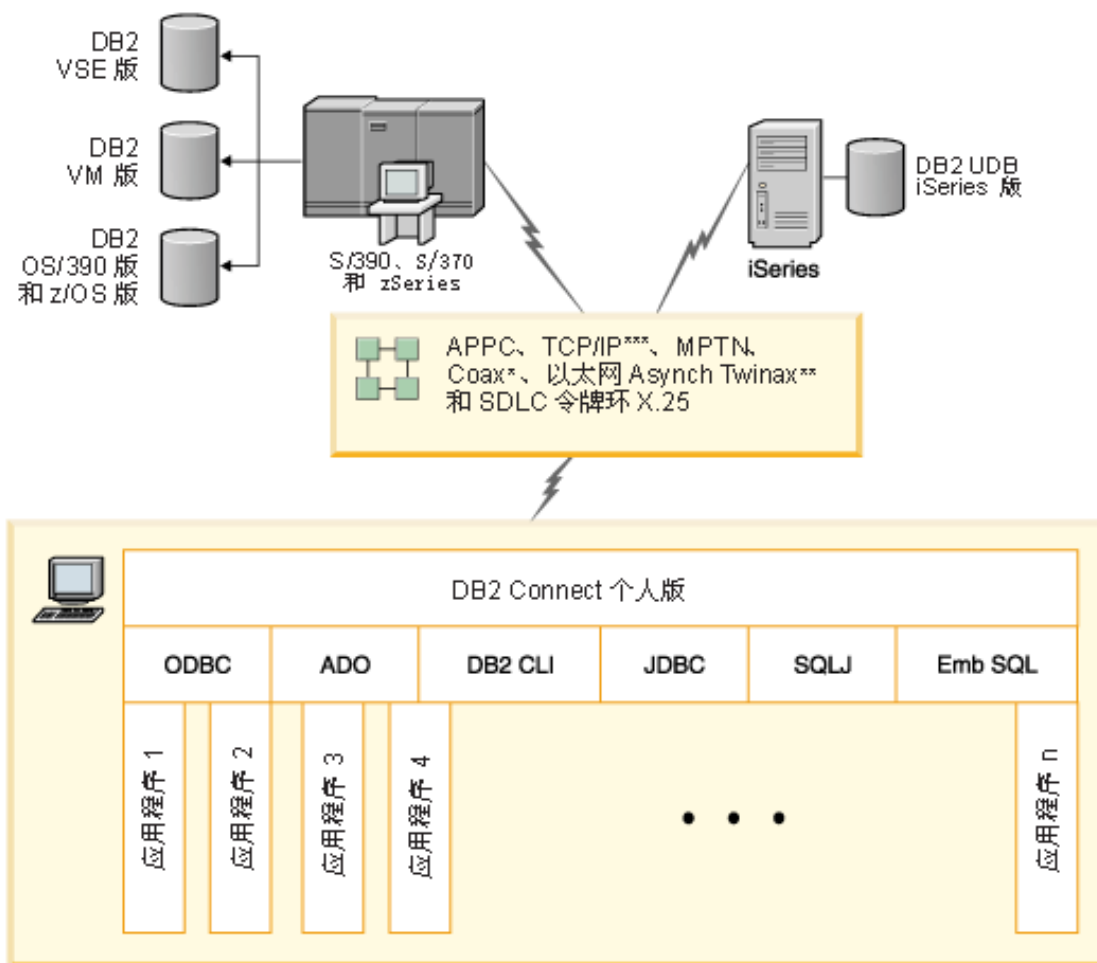 DB2
VSE 版
DB2
VM 版
DB2
OS/390 版
和 z/OS 版
S/390、S/370
和 zSeries
iSeries
DB2 UDB
iSeries 版
APPC、TCP/IP***、MPTN、
Coax*、以太网 Asynch Twinax**
和 SDLC 令牌环 X.25
DB2 Connect 个人版
ODBC
ADO
DB2 CLI
JDBC
SQLJ
Emb SQL
应用程序 1
应用程序 2
应用程序 3
应用程序 4
应用程序 n